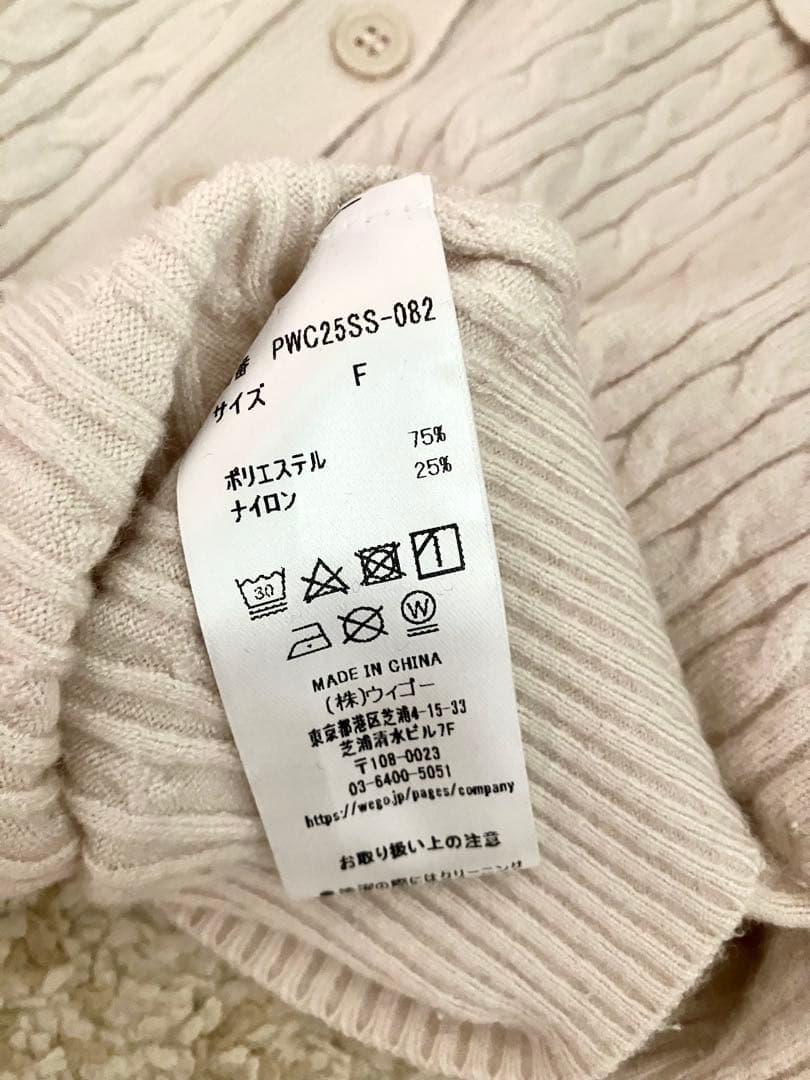 番 PWC25SS-082
サイズ F
ポリエステル 75%
ナイロン 25%
30
W
MADE IN CHINA
(株)ウィゴー
東京都港区芝浦4-15-33
芝浦清水ビル7F
〒108-0023
03-6400-5051
https://wego.jp/pages/company
お取り扱い上の注意